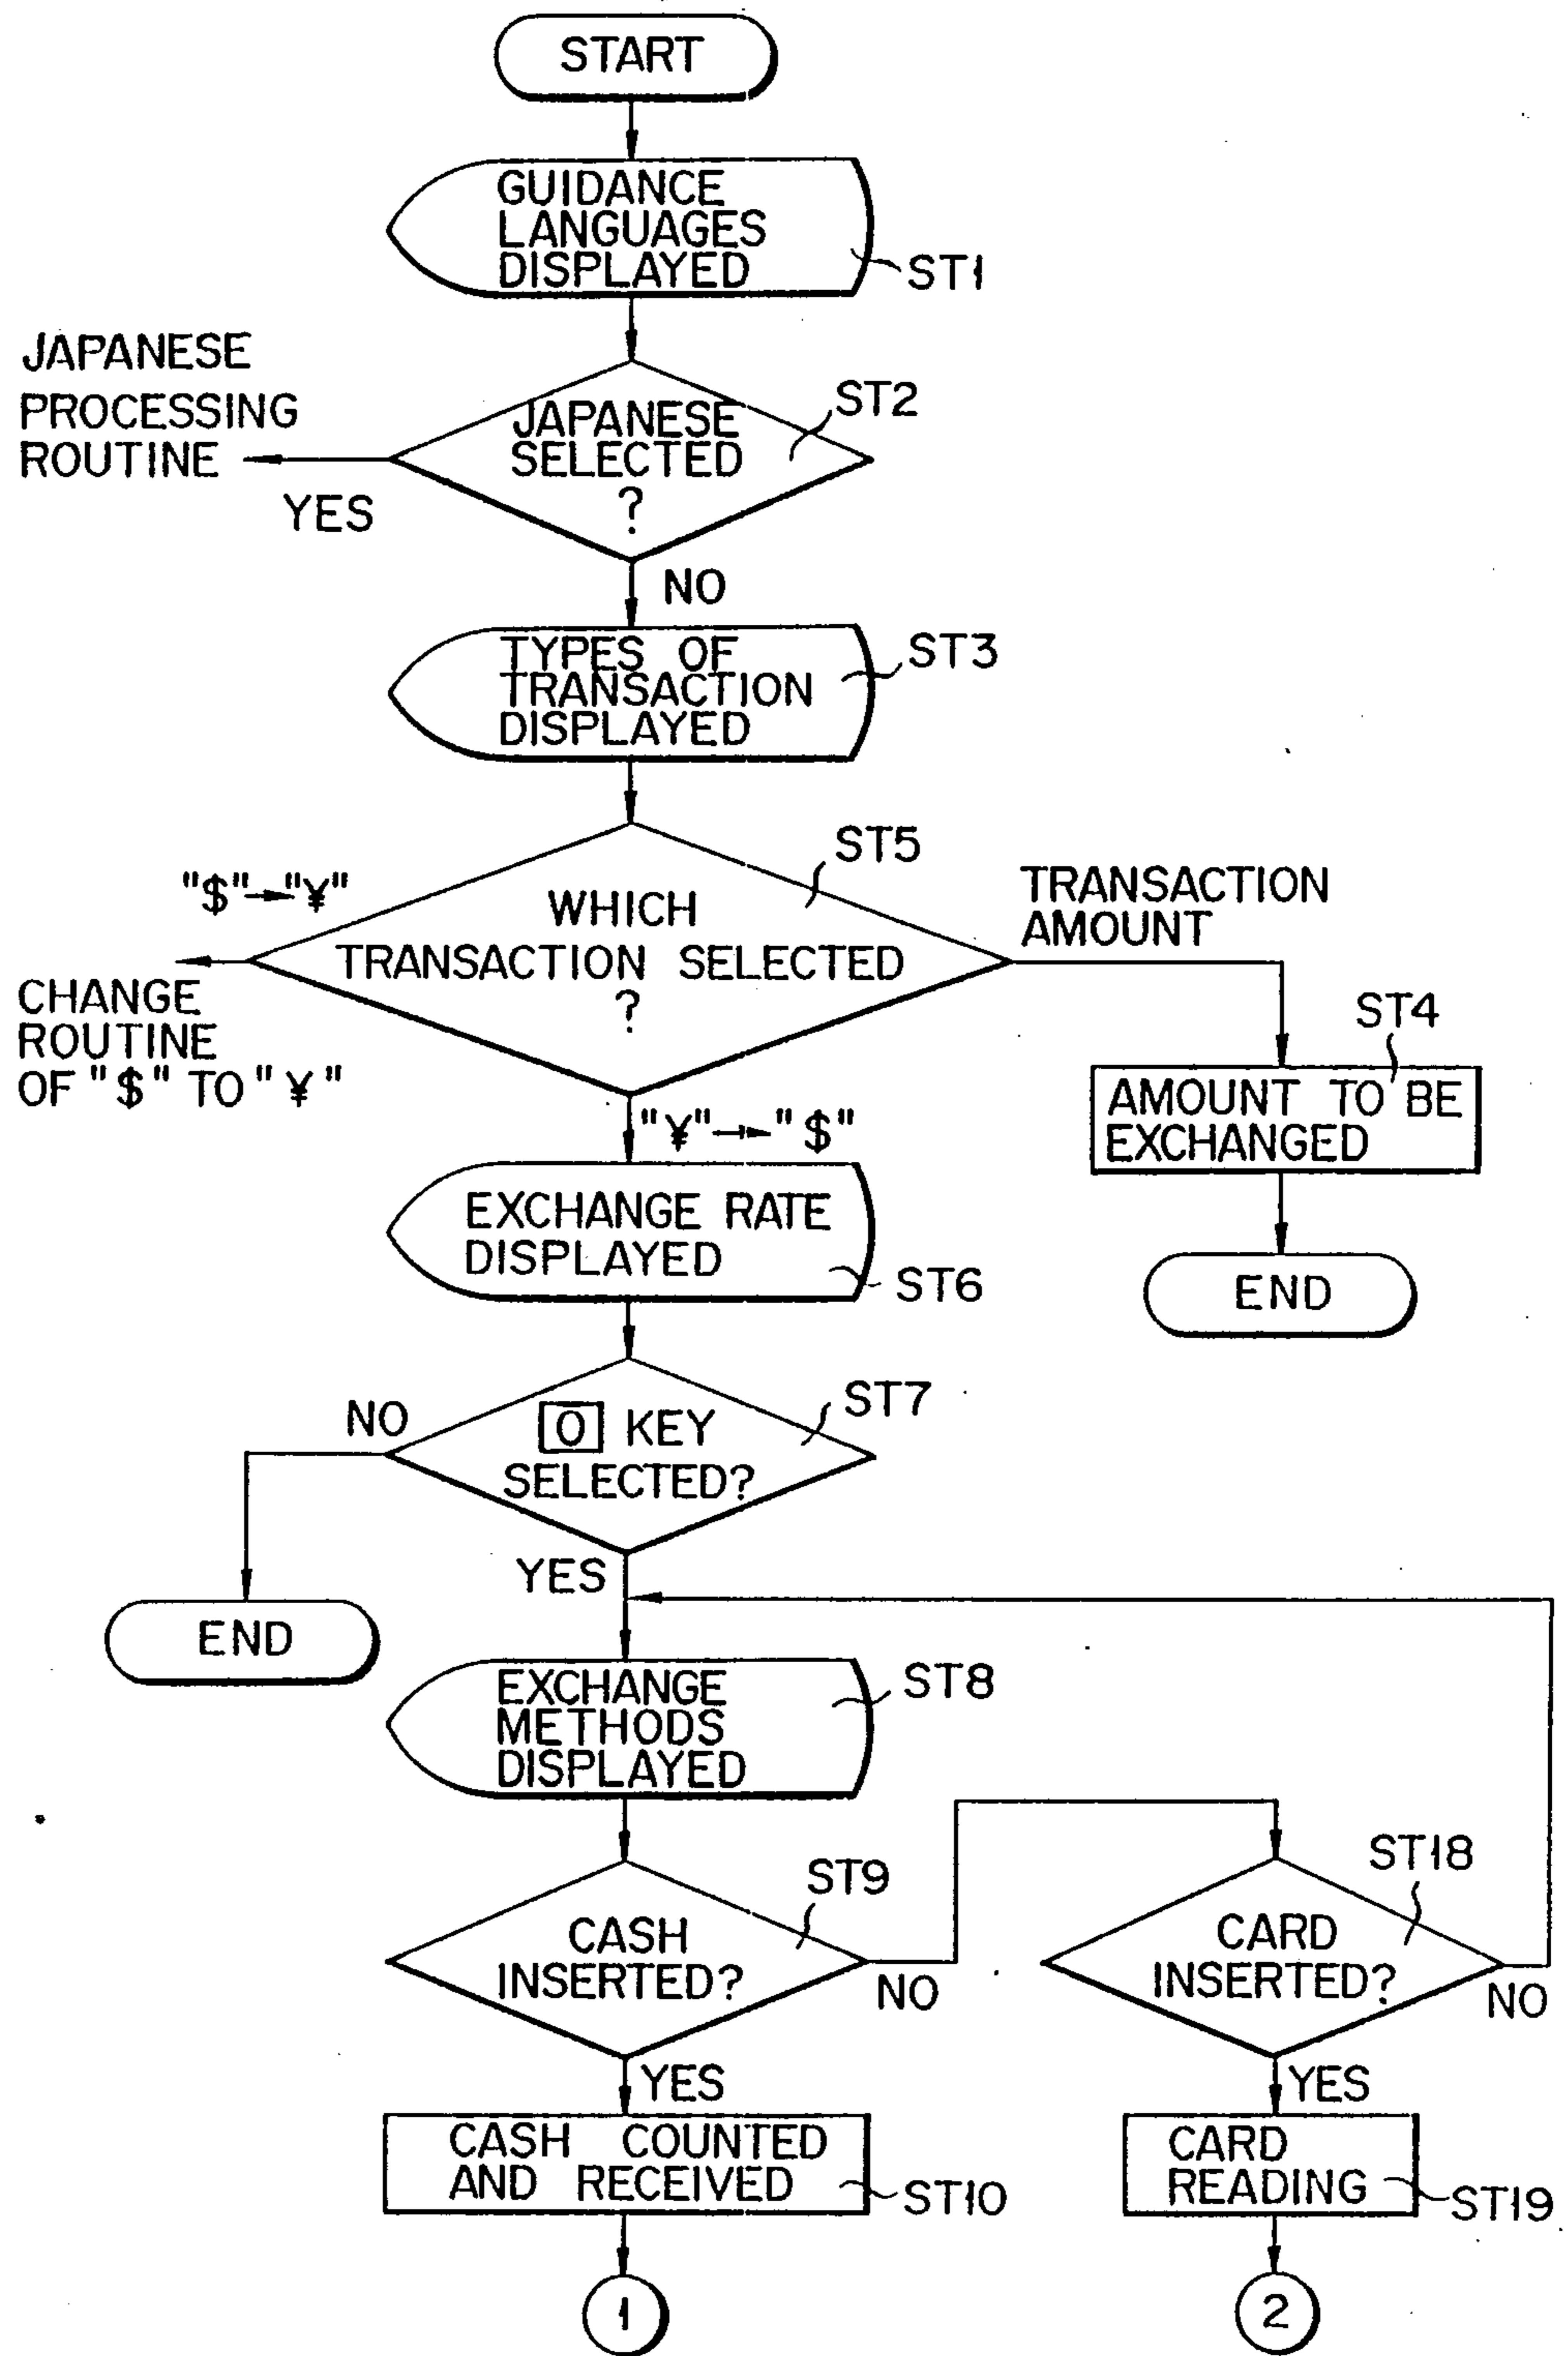 START
GUIDANCE
LANGUAGES
DISPLAYED
ST1
JAPANESE
PROCESSING
ROUTINE
YES
JAPANESE
SELECTED
?
ST2
NO
TYPES OF
TRANSACTION
DISPLAYED
ST3
"$"→"¥"
CHANGE
ROUTINE
OF "$" TO "¥"
WHICH
TRANSACTION SELECTED
?
ST5
TRANSACTION
AMOUNT
ST4
AMOUNT TO BE
EXCHANGED
END
"¥"→"$"
EXCHANGE RATE
DISPLAYED
ST6
NO
O KEY
SELECTED?
ST7
END
YES
EXCHANGE
METHODS
DISPLAYED
ST8
CASH
INSERTED?
ST9
NO
CARD
INSERTED?
ST18
NO
YES
CASH COUNTED
AND RECEIVED
ST10
YES
CARD
READING
ST19
1
2